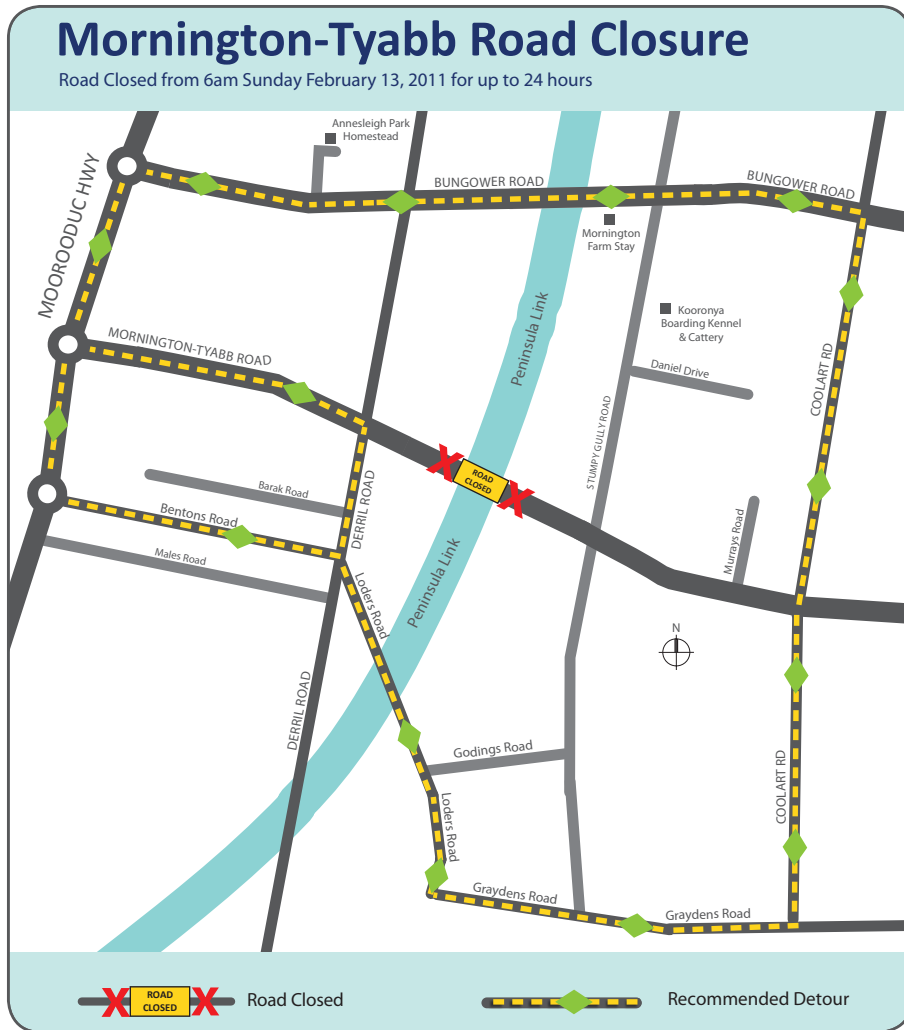 Mornington-Tyabb Road Closure
Road Closed from 6am Sunday February 13, 2011 for up to 24 hours
Annesleigh Park
Homestead
MOOROODUC HWY
BUNGOWER ROAD
BUNGOWER ROAD
Mornington
Farm Stay
Peninsula Link
Kooronya
Boarding Kennel
& Cattery
MORNINGTON-TYABB ROAD
Daniel Drive
COOLART RD
STUMPY GULLY ROAD
ROAD
CLOSED
Barak Road
DERRIL ROAD
Bentons Road
Murrays Road
Males Road
Loders Road
Peninsula Link
N
DERRIL ROAD
Godings Road
COOLART RD
Loders Road
Graydens Road
Graydens Road
ROAD
CLOSED
Road Closed
Recommended Detour